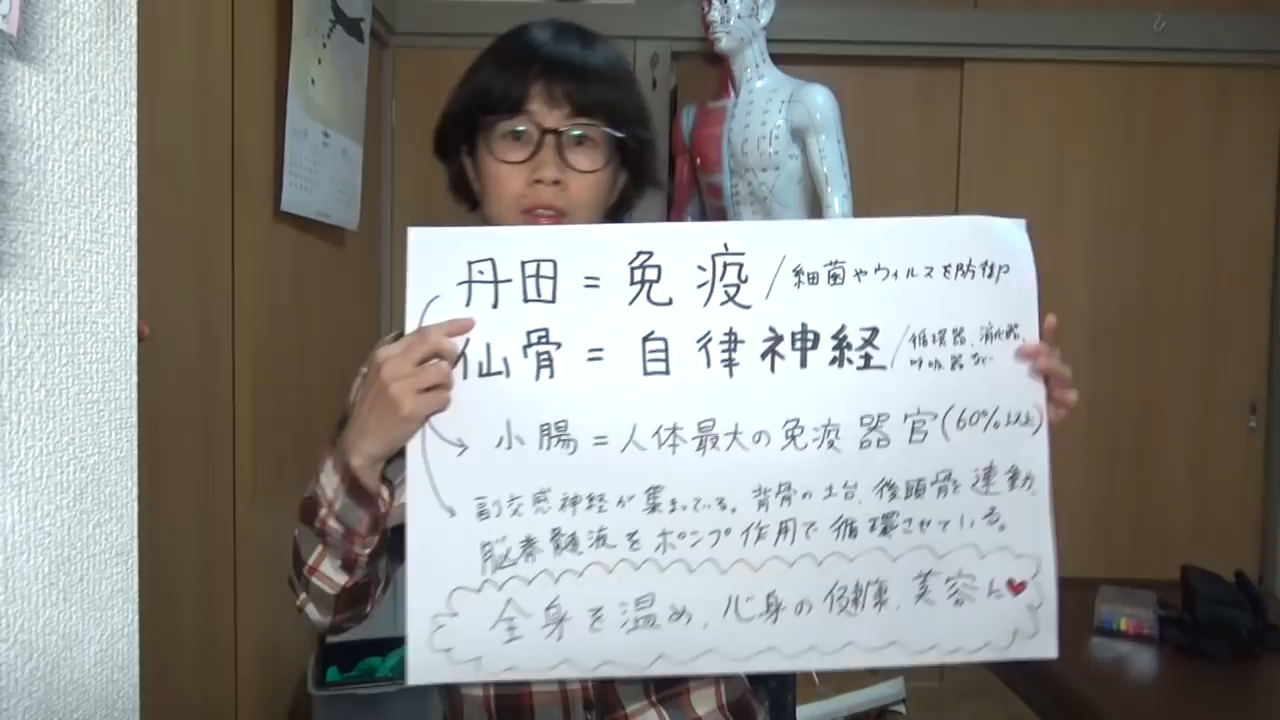 丹田=免疫/細菌やウィルスを防御
仙骨=自律神経/循環器、消化器、
呼吸器など
小腸=人体最大の免疫器官(60%以上)
副交感神経が集まっている。背骨の土台、後頭骨と連動、
脳脊髄液をポンプ作用で循環させている。
全身を温め、心身の健康、美容に